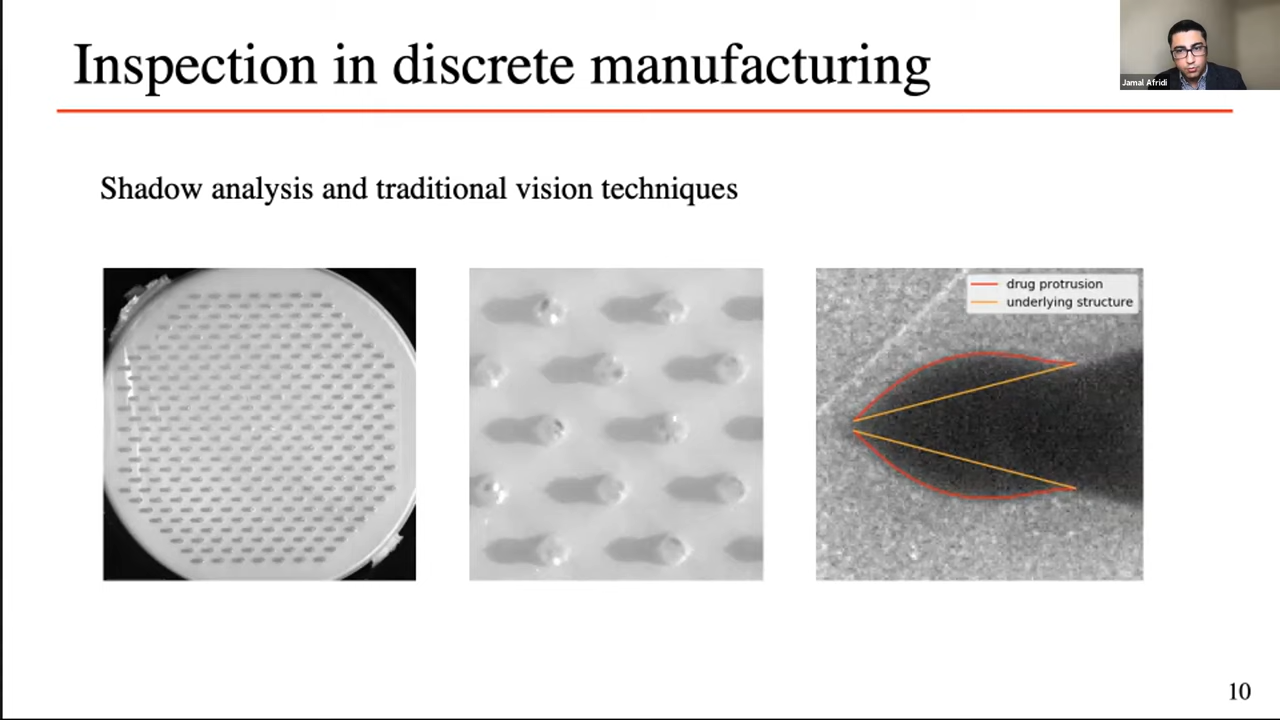 Inspection in discrete manufacturing
Jamal Afridi
Shadow analysis and traditional vision techniques
drug protrusion
underlying structure
10